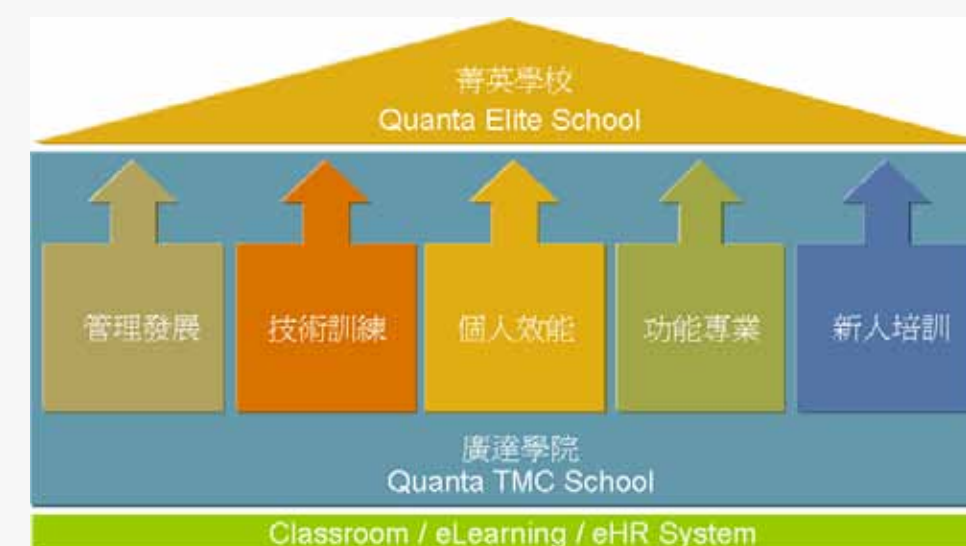 菁英學校
Quanta Elite School
管理發展
技術訓練
個人效能
功能專業
新人培訓
廣達學院
Quanta TMC School
Classroom / eLearning / eHR System